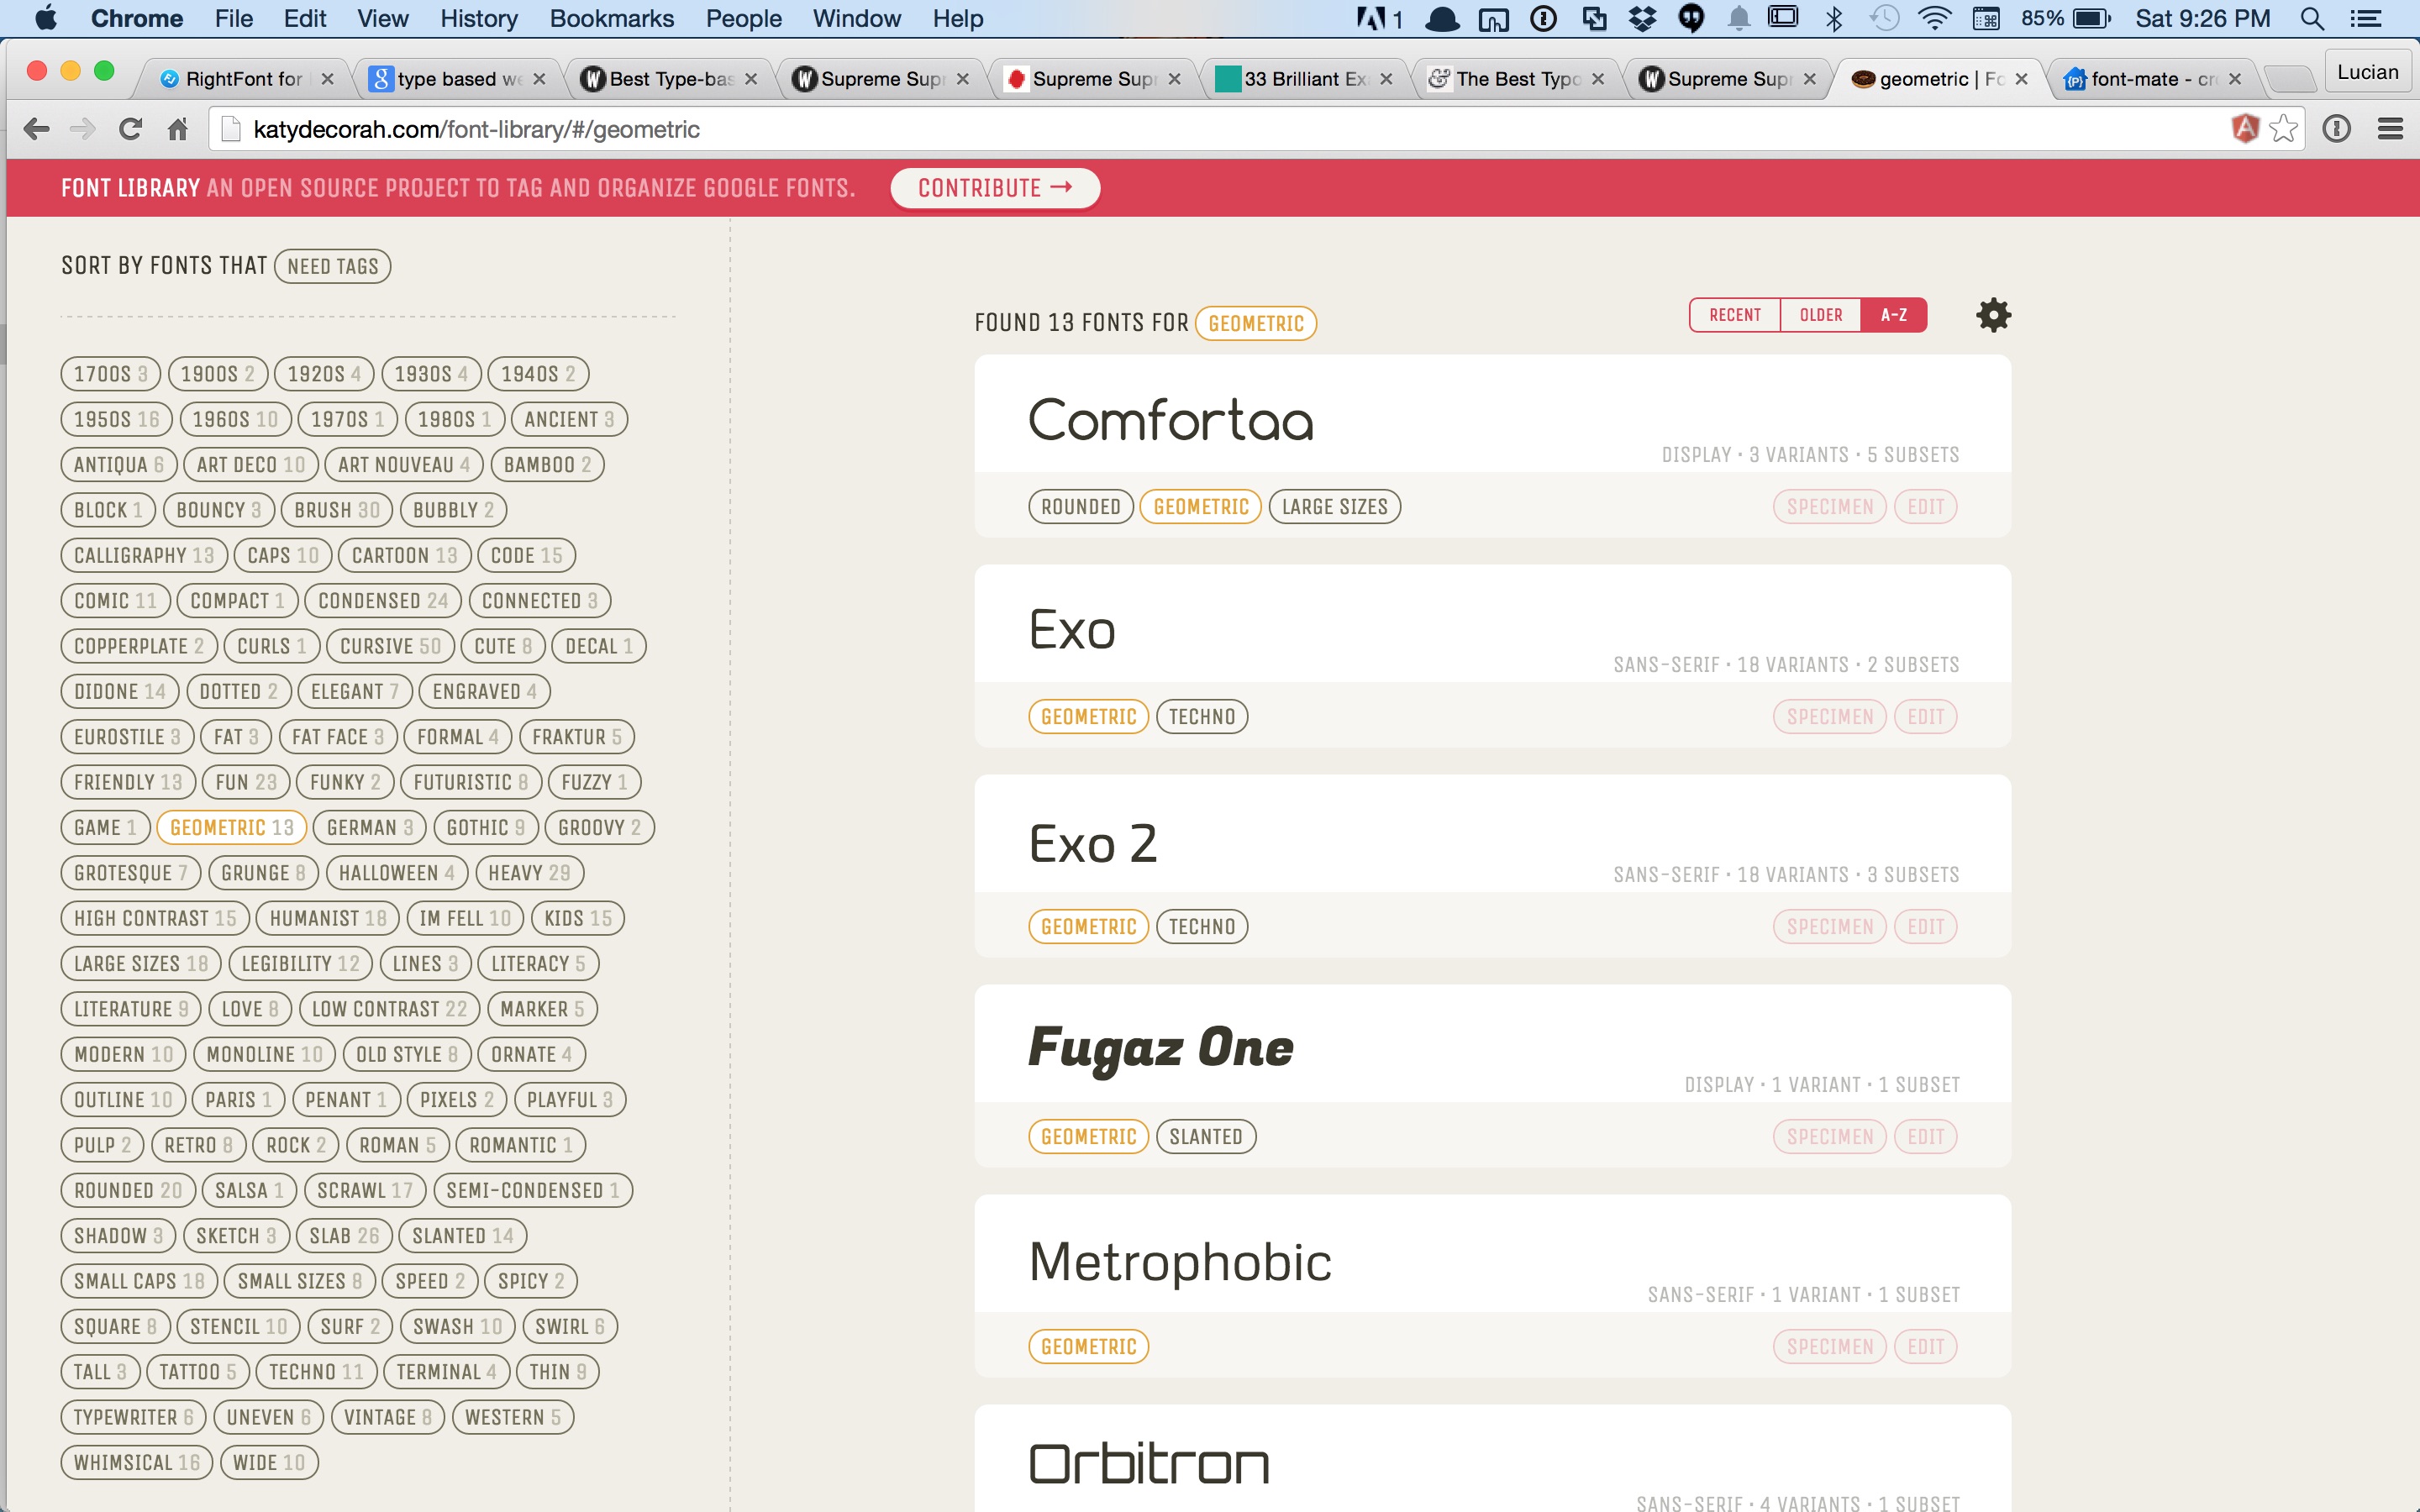 Chrome File Edit View History Bookmarks People Window Help 1 85% Sat 9:26 PM
RightFont for type based we Best Type-bas Supreme Supr Supreme Supr 33 Brilliant Ex The Best Typo Supreme Supr geometric | Fo font-mate - cr Lucian
katydecorah.com/font-library/#/geometric
FONT LIBRARY AN OPEN SOURCE PROJECT TO TAG AND ORGANIZE GOOGLE FONTS. CONTRIBUTE →
SORT BY FONTS THAT NEED TAGS
1700S 3 1900S 2 1920S 4 1930S 4 1940S 2
1950S 16 1960S 10 1970S 1 1980S 1 ANCIENT 3
ANTIQUA 6 ART DECO 10 ART NOUVEAU 4 BAMBOO 2
BLOCK 1 BOUNCY 3 BRUSH 30 BUBBLY 2
CALLIGRAPHY 13 CAPS 10 CARTOON 13 CODE 15
COMIC 11 COMPACT 1 CONDENSED 24 CONNECTED 3
COPPERPLATE 2 CURLS 1 CURSIVE 50 CUTE 8 DECAL 1
DIDONE 14 DOTTED 2 ELEGANT 7 ENGRAVED 4
EUROSTILE 3 FAT 3 FAT FACE 3 FORMAL 4 FRAKTUR 5
FRIENDLY 13 FUN 23 FUNKY 2 FUTURISTIC 8 FUZZY 1
GAME 1 GEOMETRIC 13 GERMAN 3 GOTHIC 9 GROOVY 2
GROTESQUE 7 GRUNGE 8 HALLOWEEN 4 HEAVY 29
HIGH CONTRAST 15 HUMANIST 18 IM FELL 10 KIDS 15
LARGE SIZES 18 LEGIBILITY 12 LINES 3 LITERACY 5
LITERATURE 9 LOVE 8 LOW CONTRAST 22 MARKER 5
MODERN 10 MONOLINE 10 OLD STYLE 8 ORNATE 4
OUTLINE 10 PARIS 1 PENANT 1 PIXELS 2 PLAYFUL 3
PULP 2 RETRO 8 ROCK 2 ROMAN 5 ROMANTIC 1
ROUNDED 20 SALSA 1 SCRAWL 17 SEMI-CONDENSED 1
SHADOW 3 SKETCH 3 SLAB 26 SLANTED 14
SMALL CAPS 18 SMALL SIZES 8 SPEED 2 SPICY 2
SQUARE 8 STENCIL 10 SURF 2 SWASH 10 SWIRL 6
TALL 3 TATTOO 5 TECHNO 11 TERMINAL 4 THIN 9
TYPEWRITER 6 UNEVEN 6 VINTAGE 8 WESTERN 5
WHIMSICAL 16 WIDE 10
FOUND 13 FONTS FOR GEOMETRIC RECENT OLDER A-Z
Comfortaa
DISPLAY • 3 VARIANTS • 5 SUBSETS
ROUNDED GEOMETRIC LARGE SIZES SPECIMEN EDIT
Exo
SANS-SERIF • 18 VARIANTS • 2 SUBSETS
GEOMETRIC TECHNO SPECIMEN EDIT
Exo 2
SANS-SERIF • 18 VARIANTS • 3 SUBSETS
GEOMETRIC TECHNO SPECIMEN EDIT
Fugaz One
DISPLAY • 1 VARIANT • 1 SUBSET
GEOMETRIC SLANTED SPECIMEN EDIT
Metrophobic
SANS-SERIF • 1 VARIANT • 1 SUBSET
GEOMETRIC SPECIMEN EDIT
Orbitron
SANS-SERIF • 4 VARIANTS • 1 SUBSET